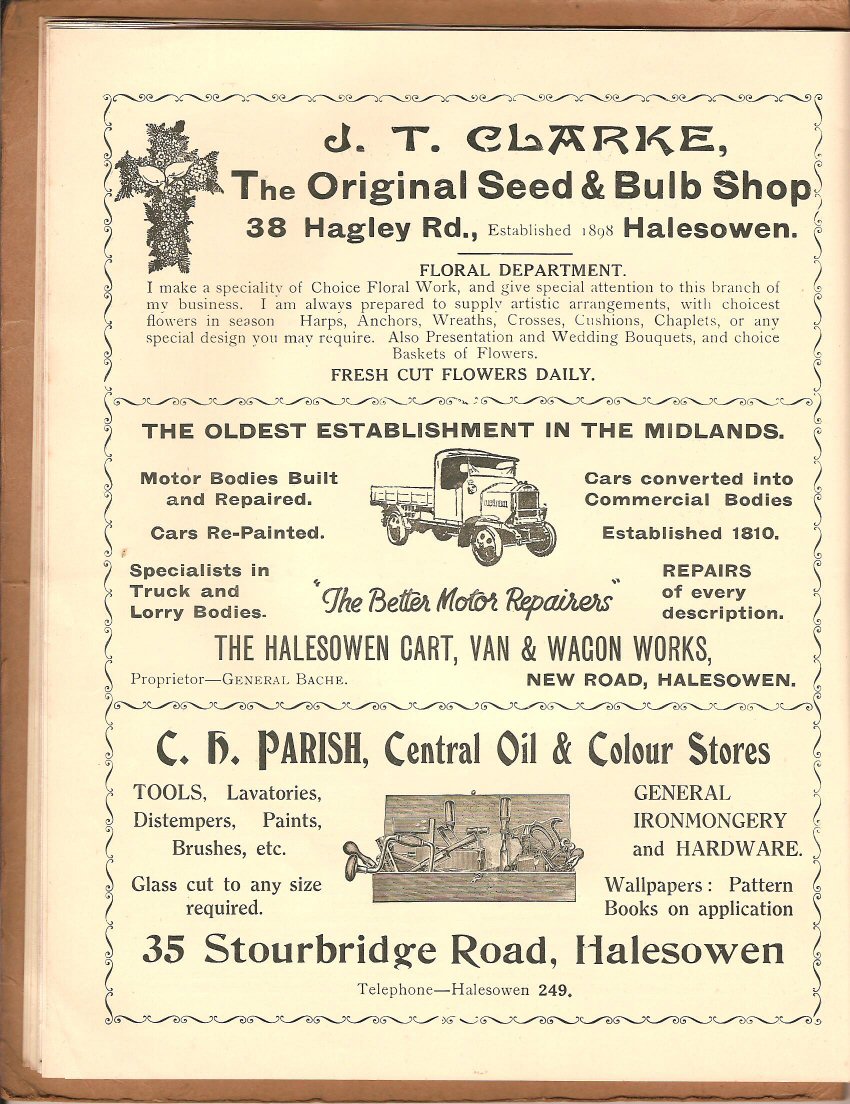 J. T. CLARKE,
The Original Seed & Bulb Shop
38 Hagley Rd., Established 1898 Halesowen.
FLORAL DEPARTMENT.
I make a speciality of Choice Floral Work, and give special attention to this branch of
my business. I am always prepared to supply artistic arrangements, with choicest
flowers in season Harps, Anchors, Wreaths, Crosses, Cushions, Chaplets, or any
special design you may require. Also Presentation and Wedding Bouquets, and choice
Baskets of Flowers.
FRESH CUT FLOWERS DAILY.
THE OLDEST ESTABLISHMENT IN THE MIDLANDS.
Motor Bodies Built
and Repaired.
Cars Re-Painted.
Cars converted into
Commercial Bodies
Established 1810.
Specialists in
Truck and
Lorry Bodies.
"The Better Motor Repairers"
REPAIRS
of every
description.
THE HALESOWEN CART, VAN & WAGON WORKS,
Proprietor—GENERAL BACHE.
NEW ROAD, HALESOWEN.
C. H. PARISH, Central Oil & Colour Stores
TOOLS, Lavatories,
Distempers, Paints,
Brushes, etc.
Glass cut to any size
required.
GENERAL
IRONMONGERY
and HARDWARE.
Wallpapers: Pattern
Books on application
35 Stourbridge Road, Halesowen
Telephone—Halesowen 249.